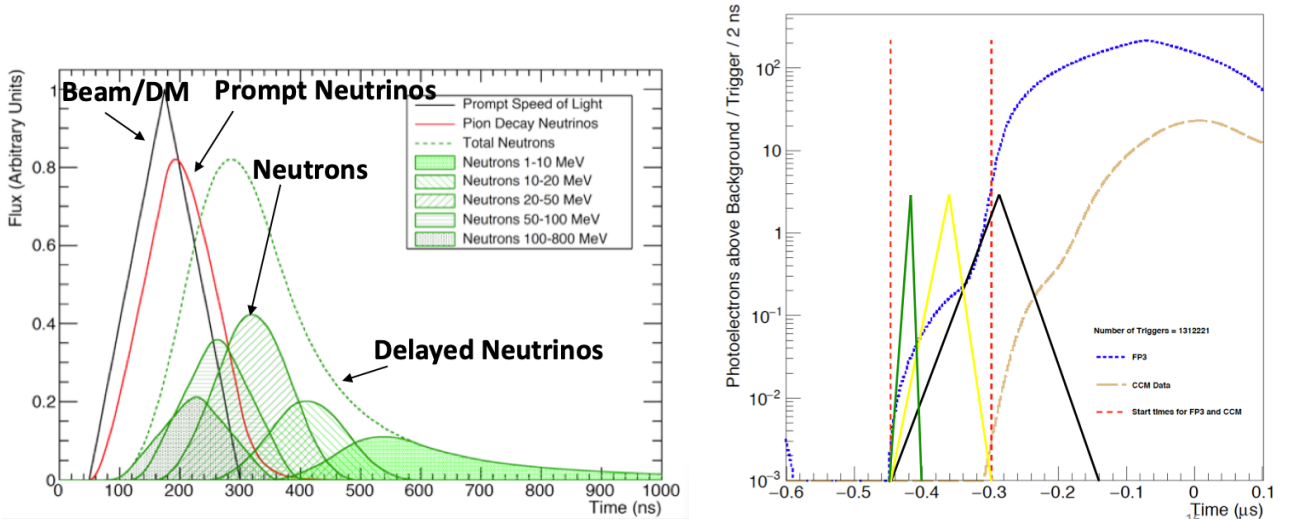 Beam/DM
Prompt Neutrinos
Neutrons
Delayed Neutrinos
Prompt Speed of Light
Pion Decay Neutrinos
Total Neutrons
Neutrons 1-10 MeV
Neutrons 10-20 MeV
Neutrons 20-50 MeV
Neutrons 50-100 MeV
Neutrons 100-800 MeV
Flux (Arbitrary Units)
1
0.8
0.6
0.4
0.2
0
0 100 200 300 400 500 600 700 800 900 1000
Time (ns)
Photoelectrons above Background / Trigger / 2 ns
10²
10
1
10⁻¹
10⁻²
10⁻³
Number of Triggers = 1312221
FP3
CCM Data
Start times for FP3 and CCM
−0.6 −0.5 −0.4 −0.3 −0.2 −0.1 0 0.1
Time (μs)